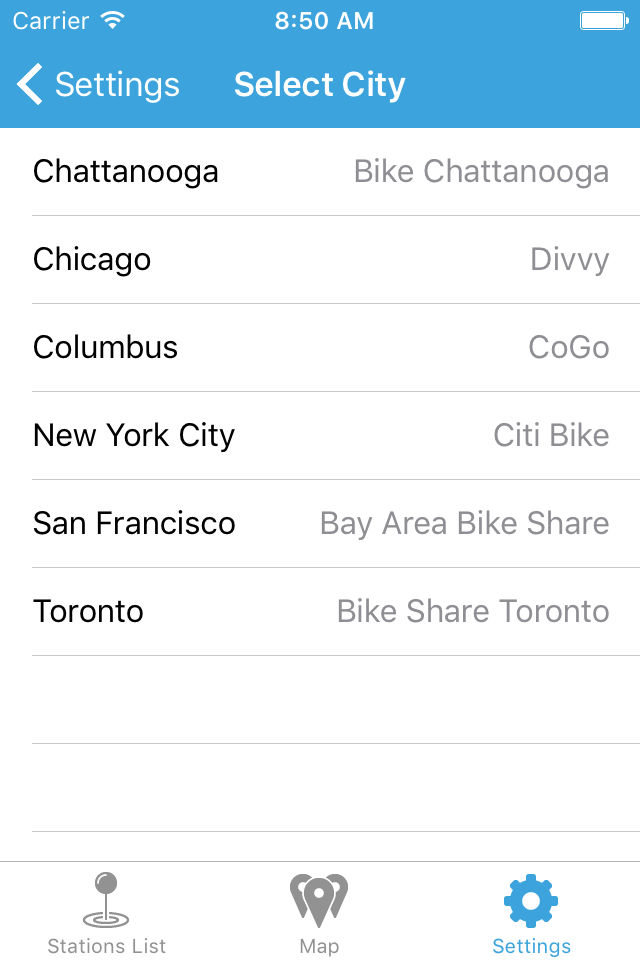 Carrier 8:50 AM
Settings Select City
Chattanooga Bike Chattanooga
Chicago Divvy
Columbus CoGo
New York City Citi Bike
San Francisco Bay Area Bike Share
Toronto Bike Share Toronto
Stations List Map Settings